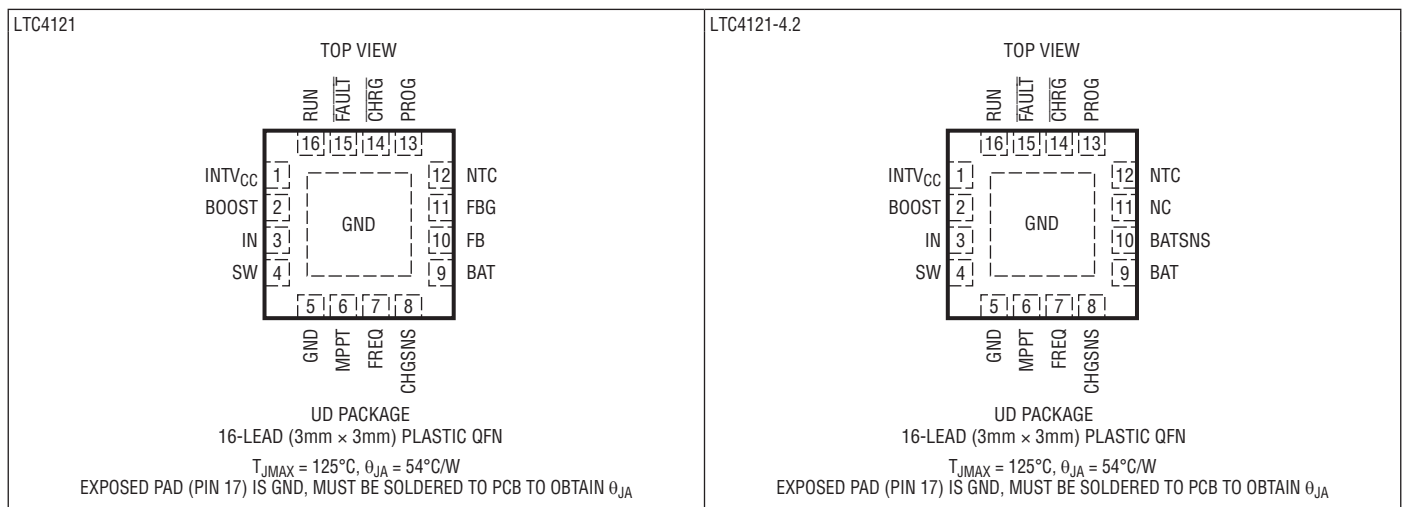 LTC4121
TOP VIEW
RUN
FAULT
CHRG
PROG
16 15 14 13
INTVCC 1
12 NTC
BOOST 2
11 FBG
GND
IN 3
10 FB
SW 4
9 BAT
5 6 7 8
GND
MPPT
FREQ
CHGSNS
UD PACKAGE
16-LEAD (3mm × 3mm) PLASTIC QFN
TJMAX = 125°C, θJA = 54°C/W
EXPOSED PAD (PIN 17) IS GND, MUST BE SOLDERED TO PCB TO OBTAIN θJA
LTC4121-4.2
TOP VIEW
RUN
FAULT
CHRG
PROG
16 15 14 13
INTVCC 1
12 NTC
BOOST 2
11 NC
GND
IN 3
10 BATSNS
SW 4
9 BAT
5 6 7 8
GND
MPPT
FREQ
CHGSNS
UD PACKAGE
16-LEAD (3mm × 3mm) PLASTIC QFN
TJMAX = 125°C, θJA = 54°C/W
EXPOSED PAD (PIN 17) IS GND, MUST BE SOLDERED TO PCB TO OBTAIN θJA